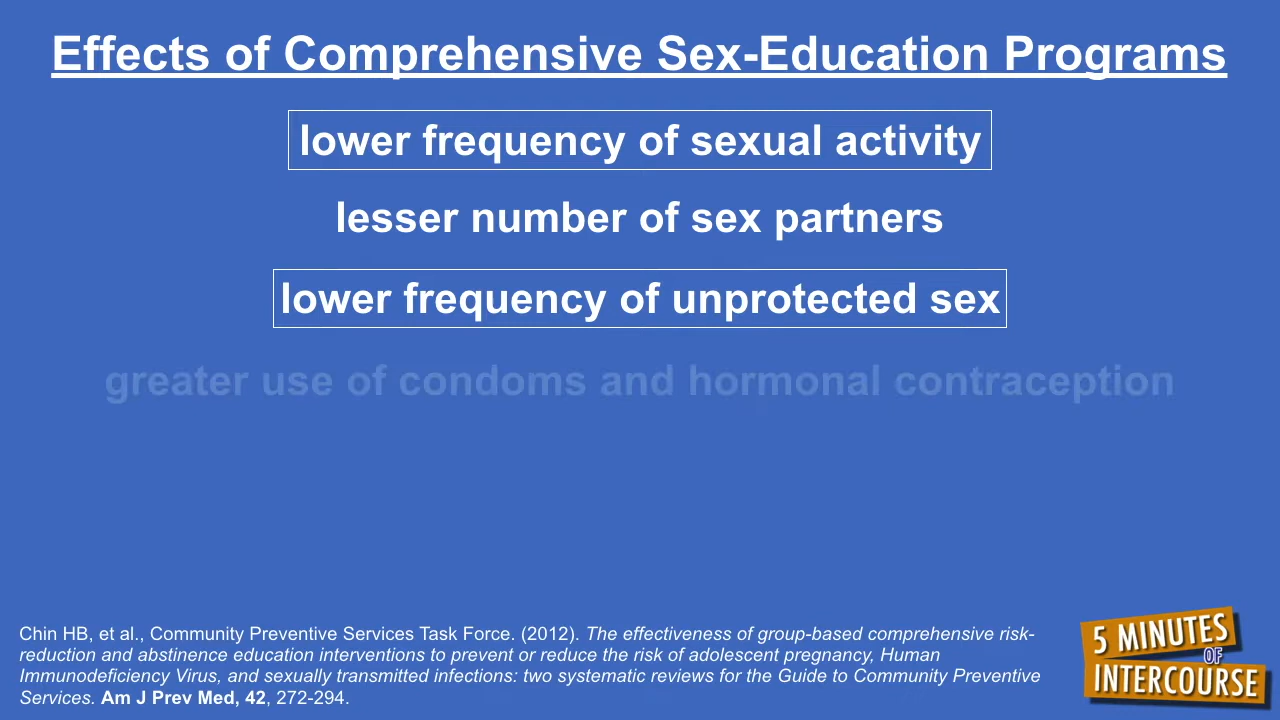 Effects of Comprehensive Sex-Education Programs
lower frequency of sexual activity
lesser number of sex partners
lower frequency of unprotected sex
greater use of condoms and hormonal contraception
Chin HB, et al., Community Preventive Services Task Force. (2012). The effectiveness of group-based comprehensive risk-
reduction and abstinence education interventions to prevent or reduce the risk of adolescent pregnancy, Human
Immunodeficiency Virus, and sexually transmitted infections: two systematic reviews for the Guide to Community Preventive
Services. Am J Prev Med, 42, 272-294.
5 MINUTES
OF
INTERCOURSE